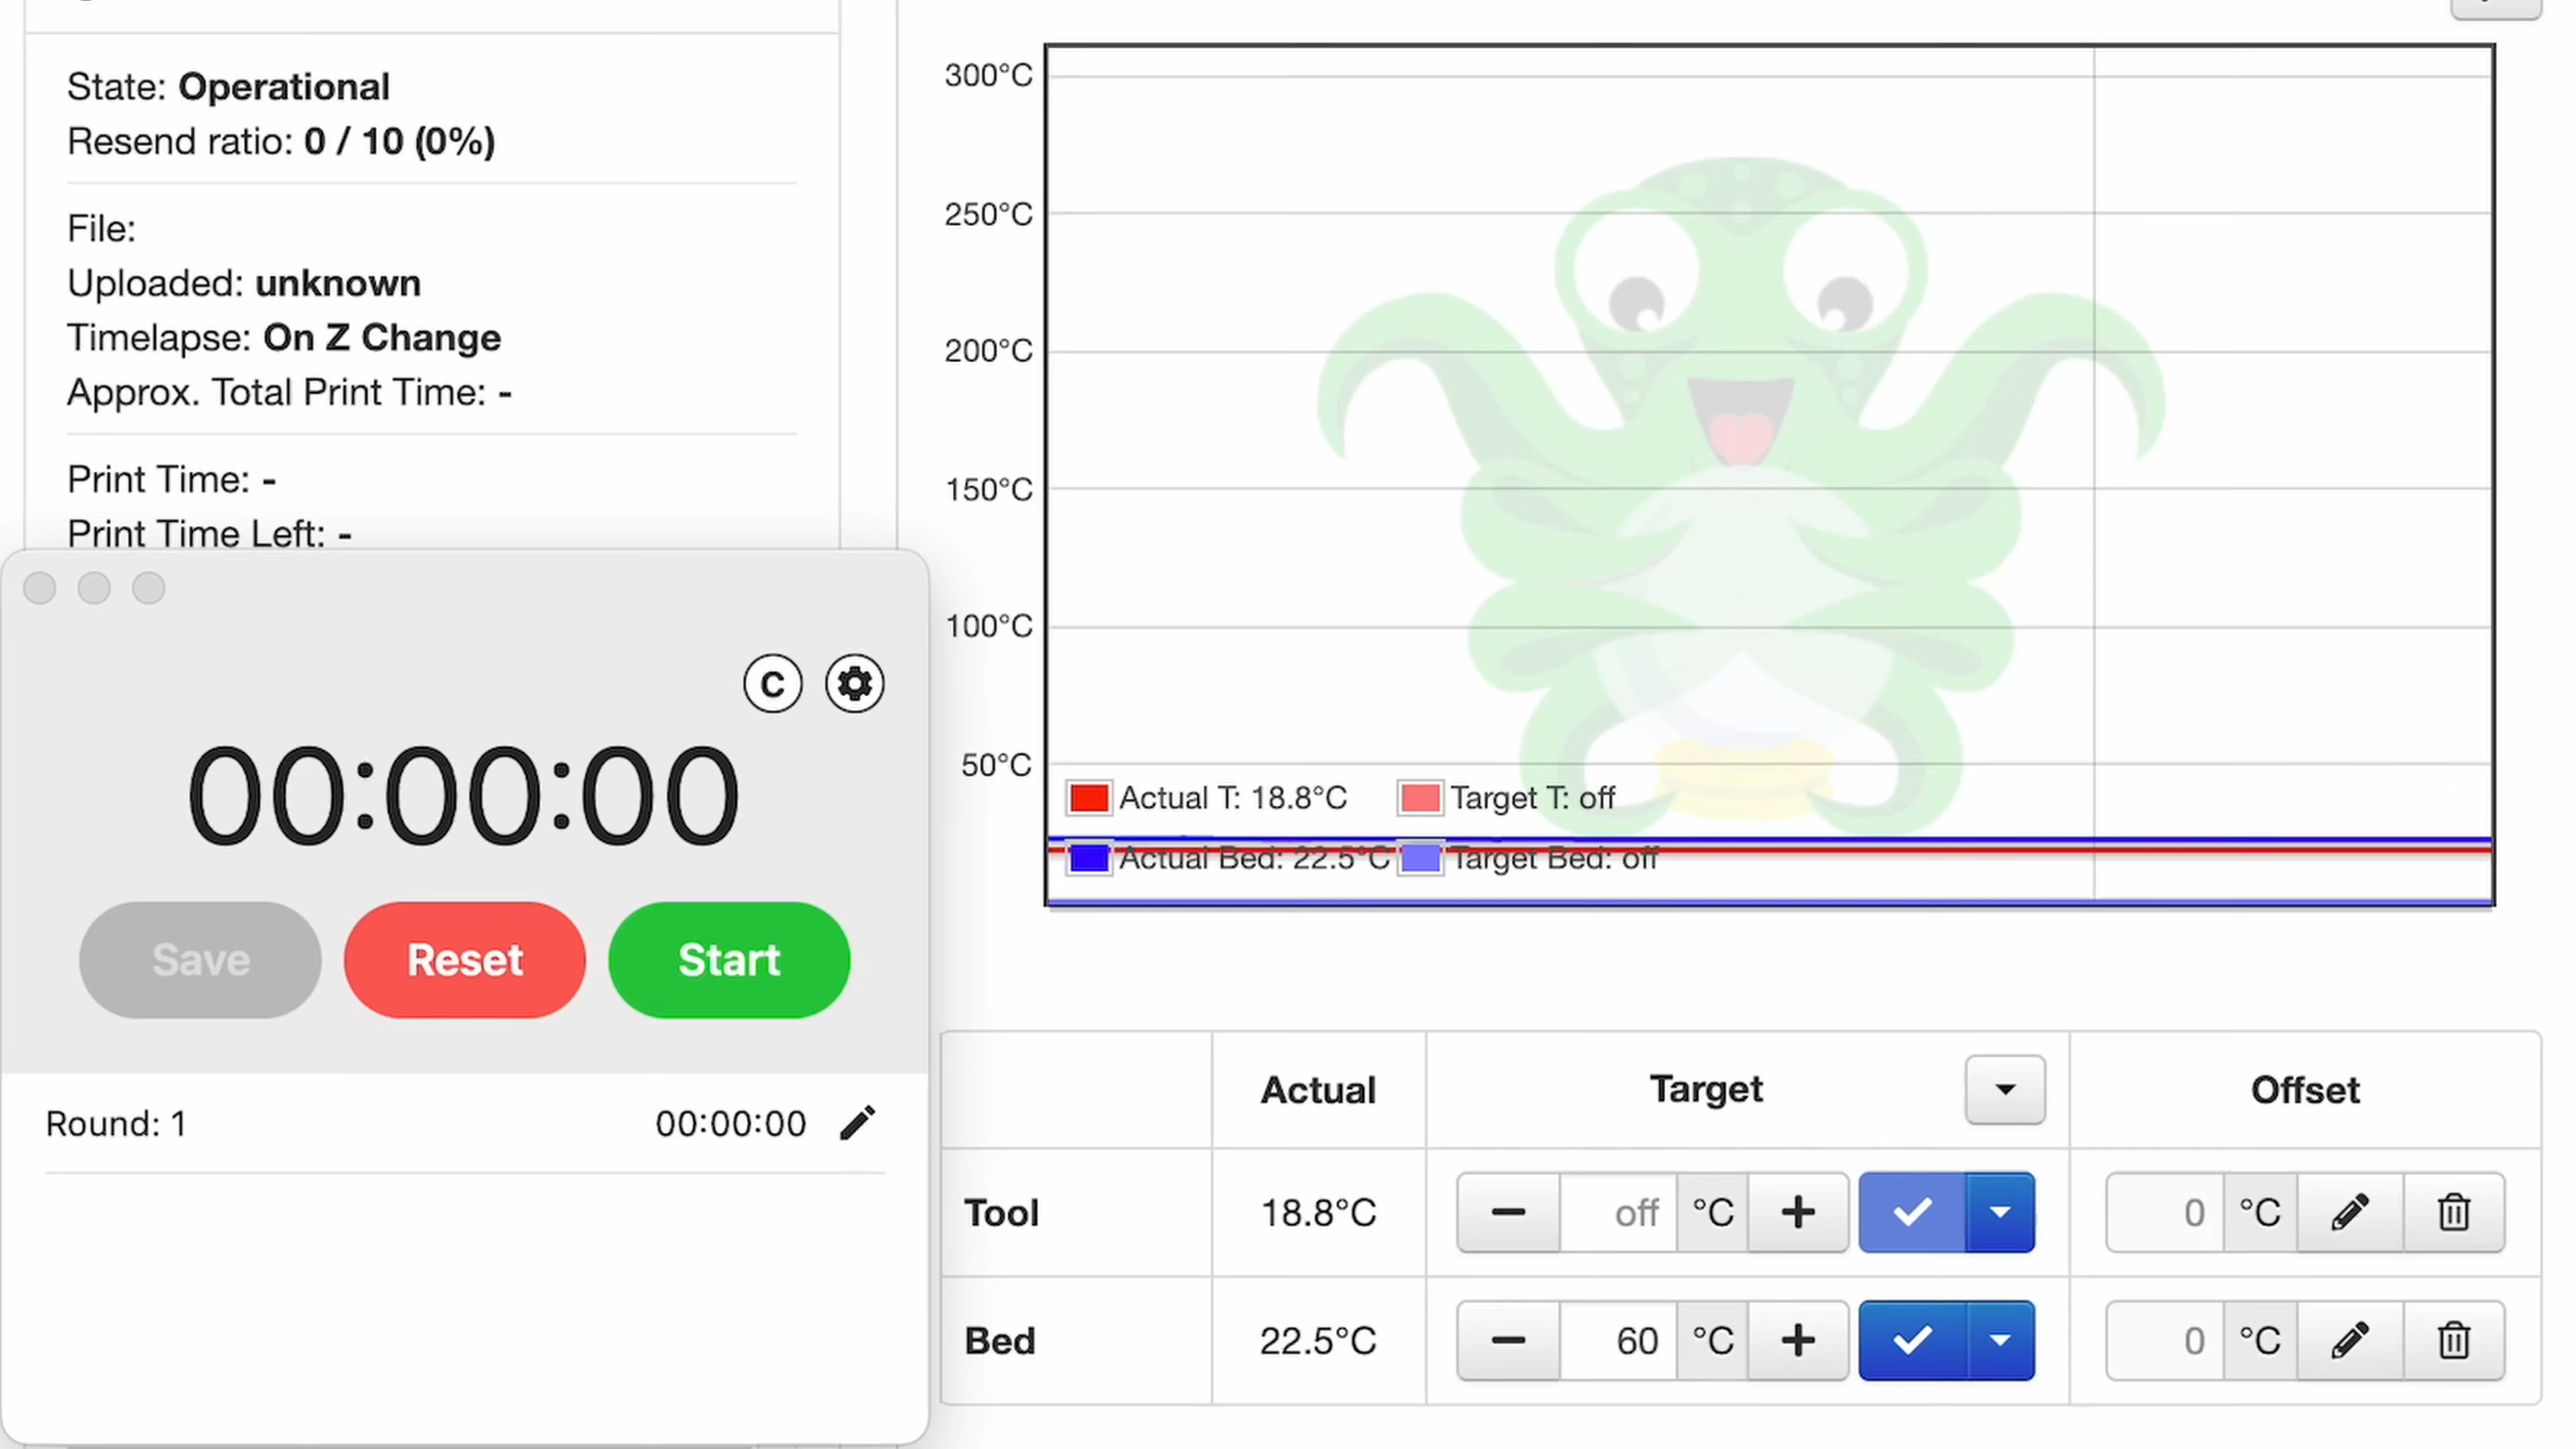 State: Operational
Resend ratio: 0 / 10 (0%)
File:
Uploaded: unknown
Timelapse: On Z Change
Approx. Total Print Time: -
Print Time: -
Print Time Left: -
C
00:00:00
Save Reset Start
Round: 1 00:00:00
300°C
250°C
200°C
150°C
100°C
50°C
Actual T: 18.8°C Target T: off
Actual Bed: 22.5°C Target Bed: off
Actual Target Offset
Tool 18.8°C off °C 0 °C
Bed 22.5°C 60 °C 0 °C